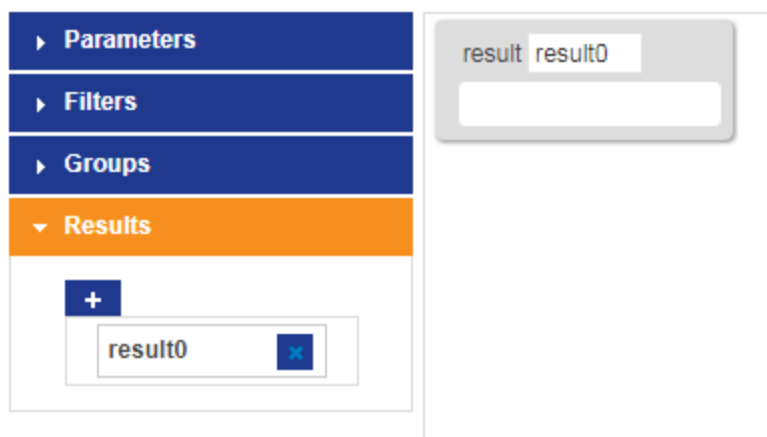 Parameters
Filters
Groups
Results
+
result0
result result0